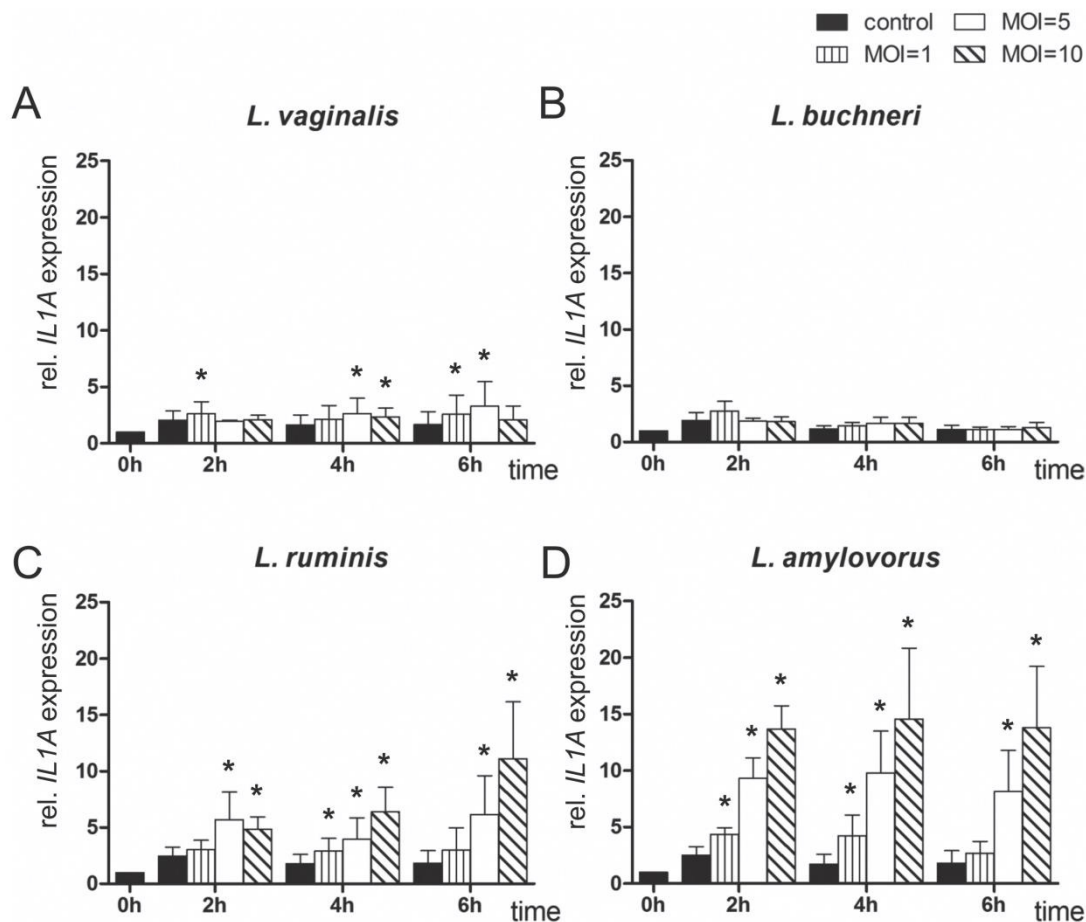 control MOI=5
MOI=1 MOI=10
A
L. vaginalis
rel. IL1A expression
25
20
15
10
5
0
* * * * *
0h 2h 4h 6h time
B
L. buchneri
rel. IL1A expression
25
20
15
10
5
0
0h 2h 4h 6h time
C
L. ruminis
rel. IL1A expression
25
20
15
10
5
0
* * * * * * *
0h 2h 4h 6h time
D
L. amylovorus
rel. IL1A expression
25
20
15
10
5
0
* * * * * * * *
0h 2h 4h 6h time